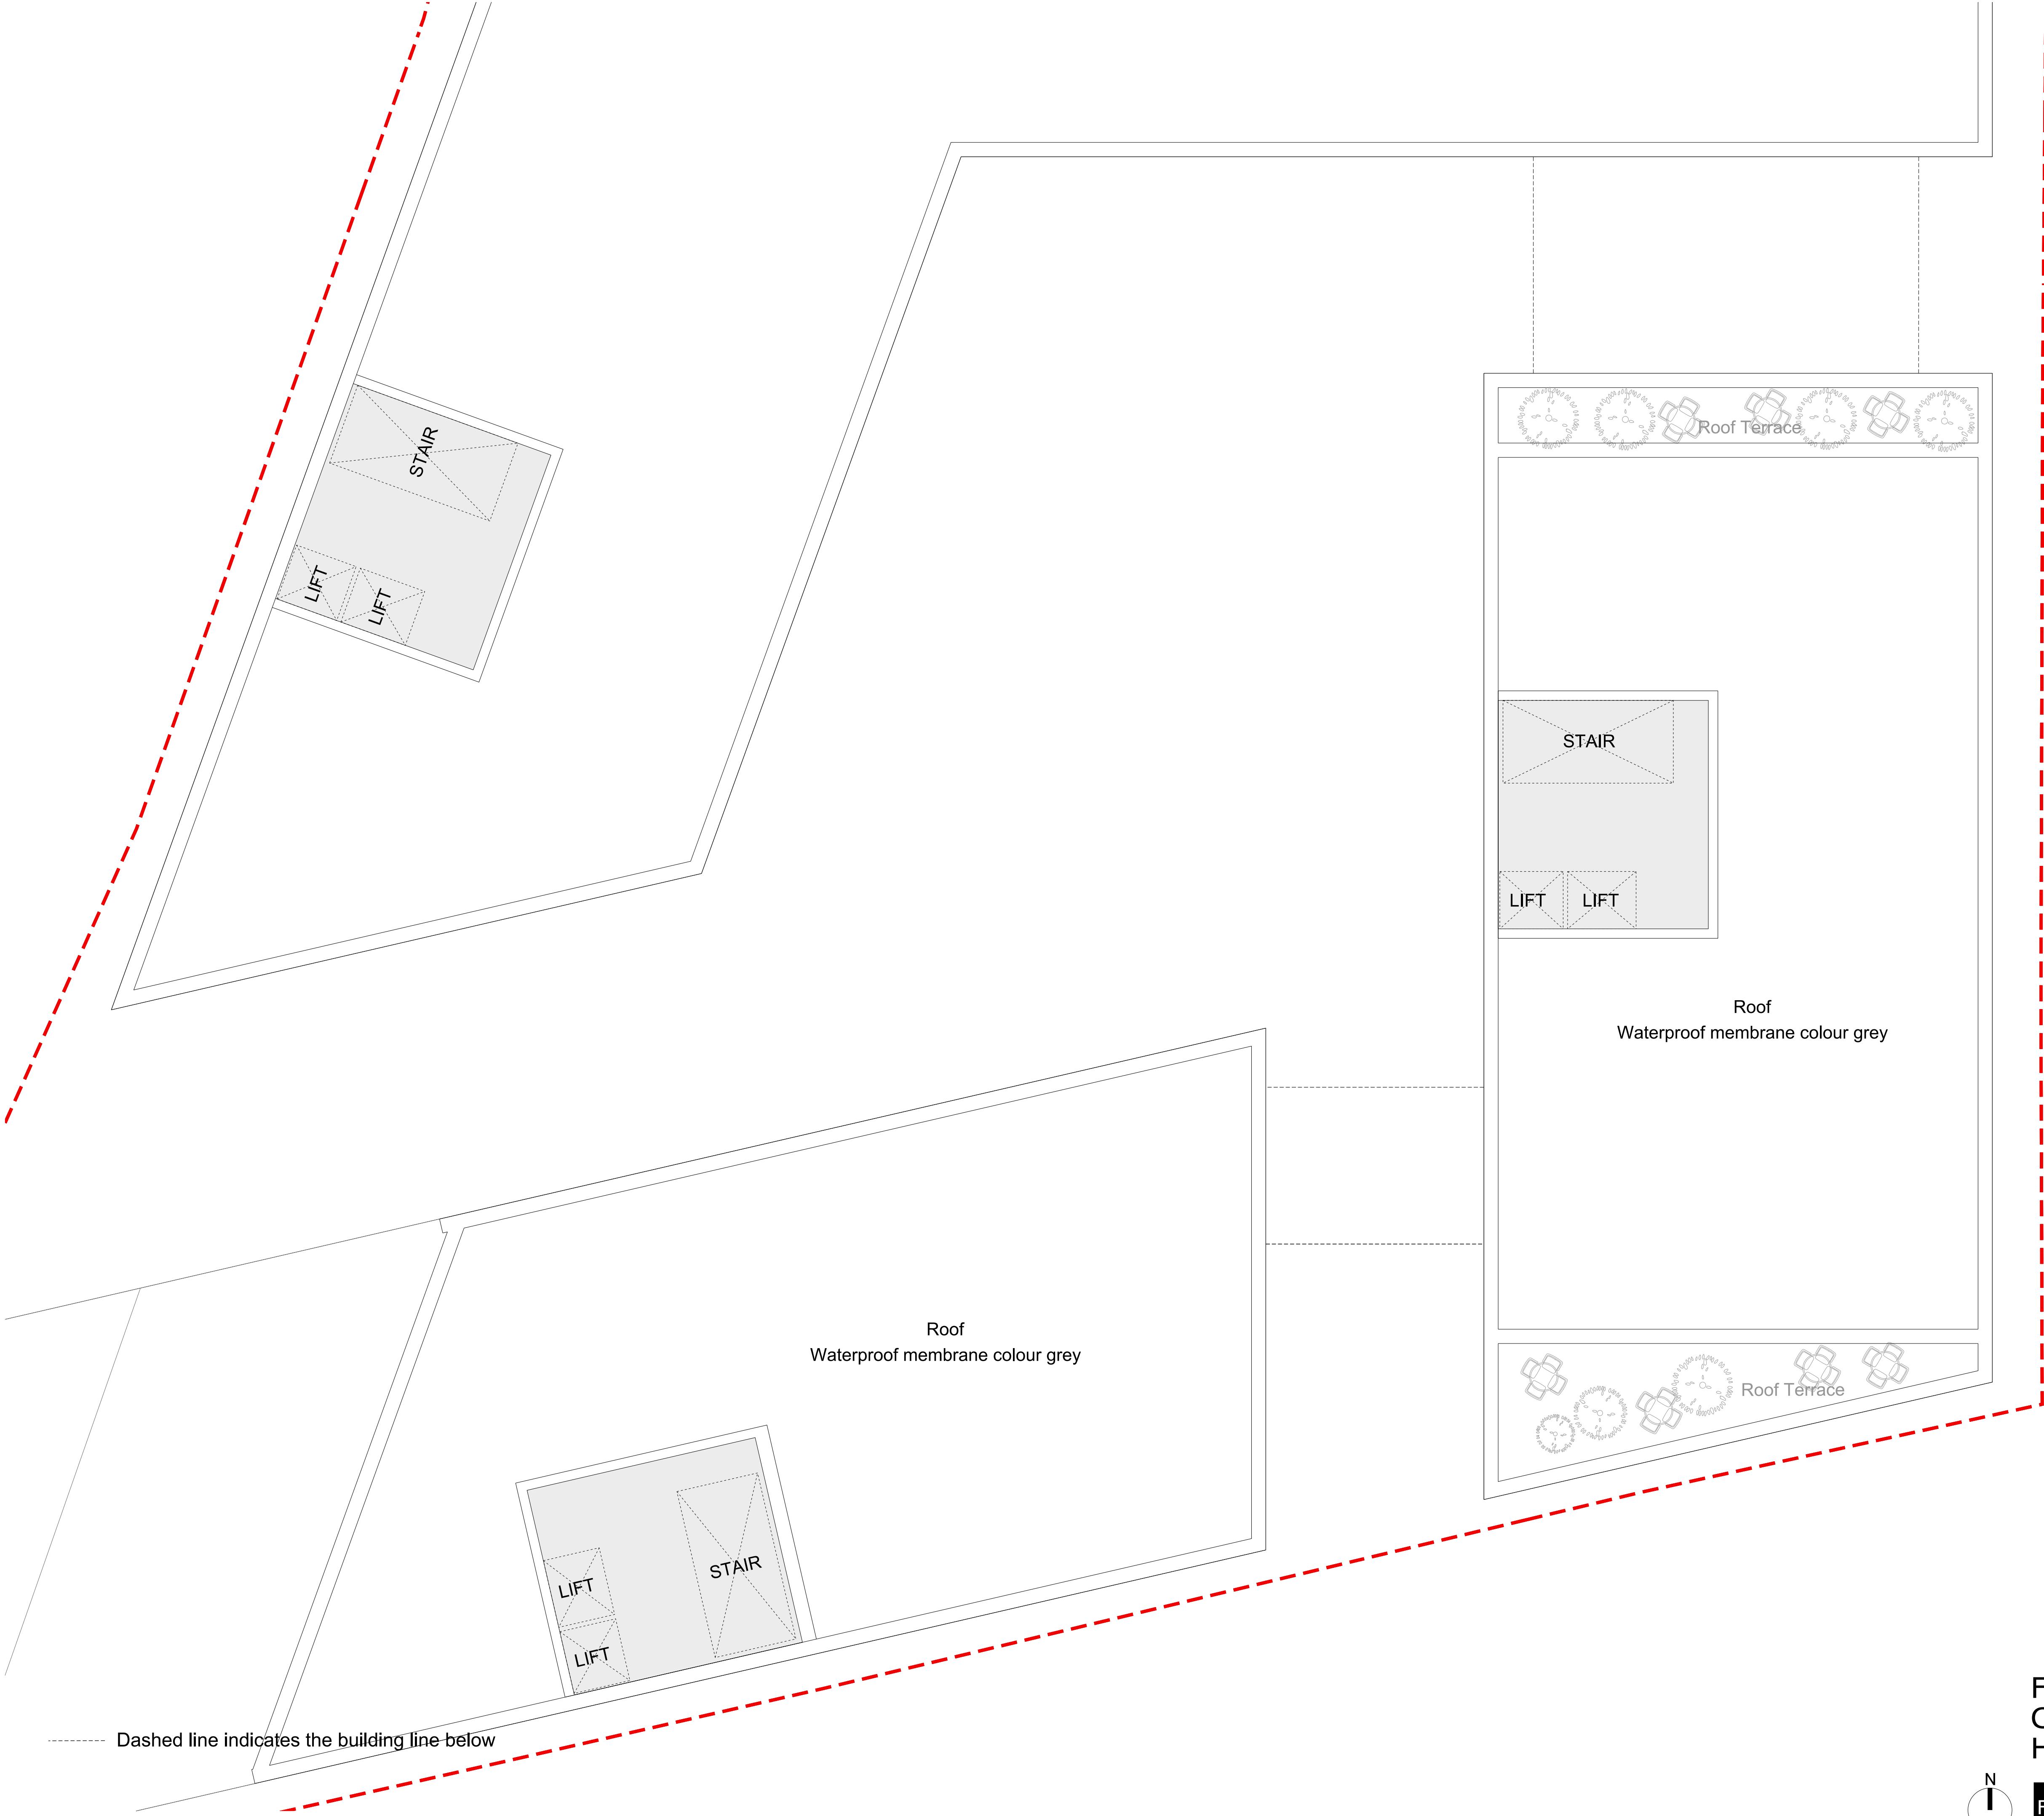 STAIR
LIFT
LIFT
Roof Terrace
STAIR
LIFT LIFT
Roof
Waterproof membrane colour grey
Roof
Waterproof membrane colour grey
Roof Terrace
STAIR
LIFT
LIFT
Dashed line indicates the building line below
N